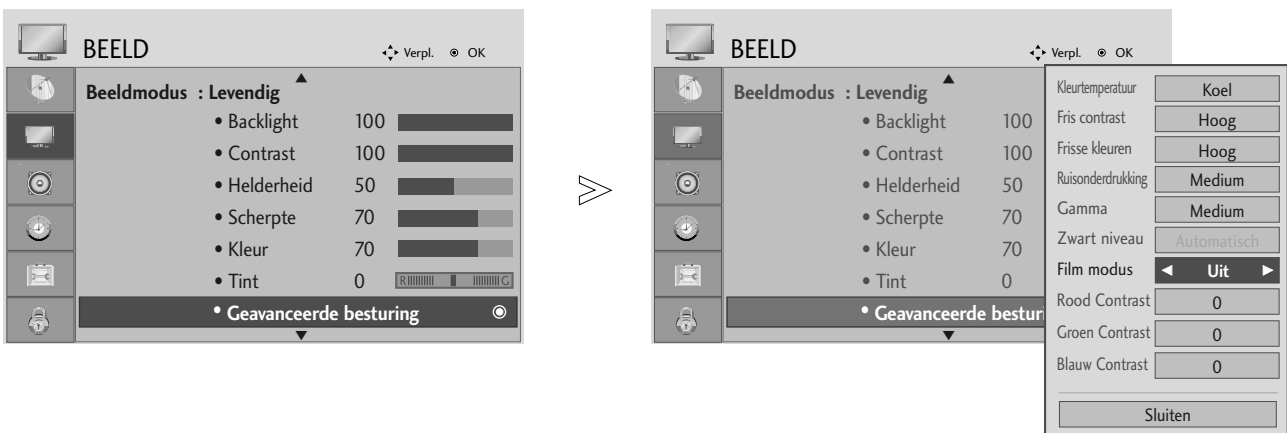 BEELD
Verpl. OK
Beeldmodus : Levendig
• Backlight 100
• Contrast 100
• Helderheid 50
• Scherpte 70
• Kleur 70
• Tint 0 R G
• Geavanceerde besturing
BEELD
Verpl. OK
Beeldmodus : Levendig
• Backlight 100
• Contrast 100
• Helderheid 50
• Scherpte 70
• Kleur 70
• Tint 0
• Geavanceerde bestur
Kleurtemperatuur Koel
Fris contrast Hoog
Frisse kleuren Hoog
Ruisonderdrukking Medium
Gamma Medium
Zwart niveau Automatisch
Film modus ◄ Uit ►
Rood Contrast 0
Groen Contrast 0
Blauw Contrast 0
Sluiten